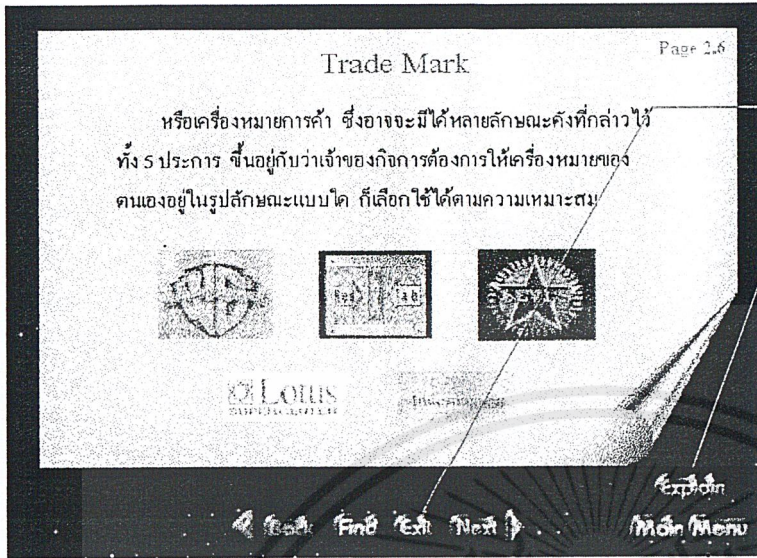 Page 2.6
Trade Mark
หรือเครื่องหมายการค้า ซึ่งอาจจะมีได้หลายลักษณะดังที่กล่าวไว้
ทั้ง 5 ประการ ขึ้นอยู่กับว่าเจ้าของกิจการต้องการให้เครื่องหมายของ
ตนเองอยู่ในรูปลักษณะแบบใด ก็เลือกใช้ได้ตามความเหมาะสม
Lotus
SUPERCENTER
Explain
Back Find Exit Next Main Menu